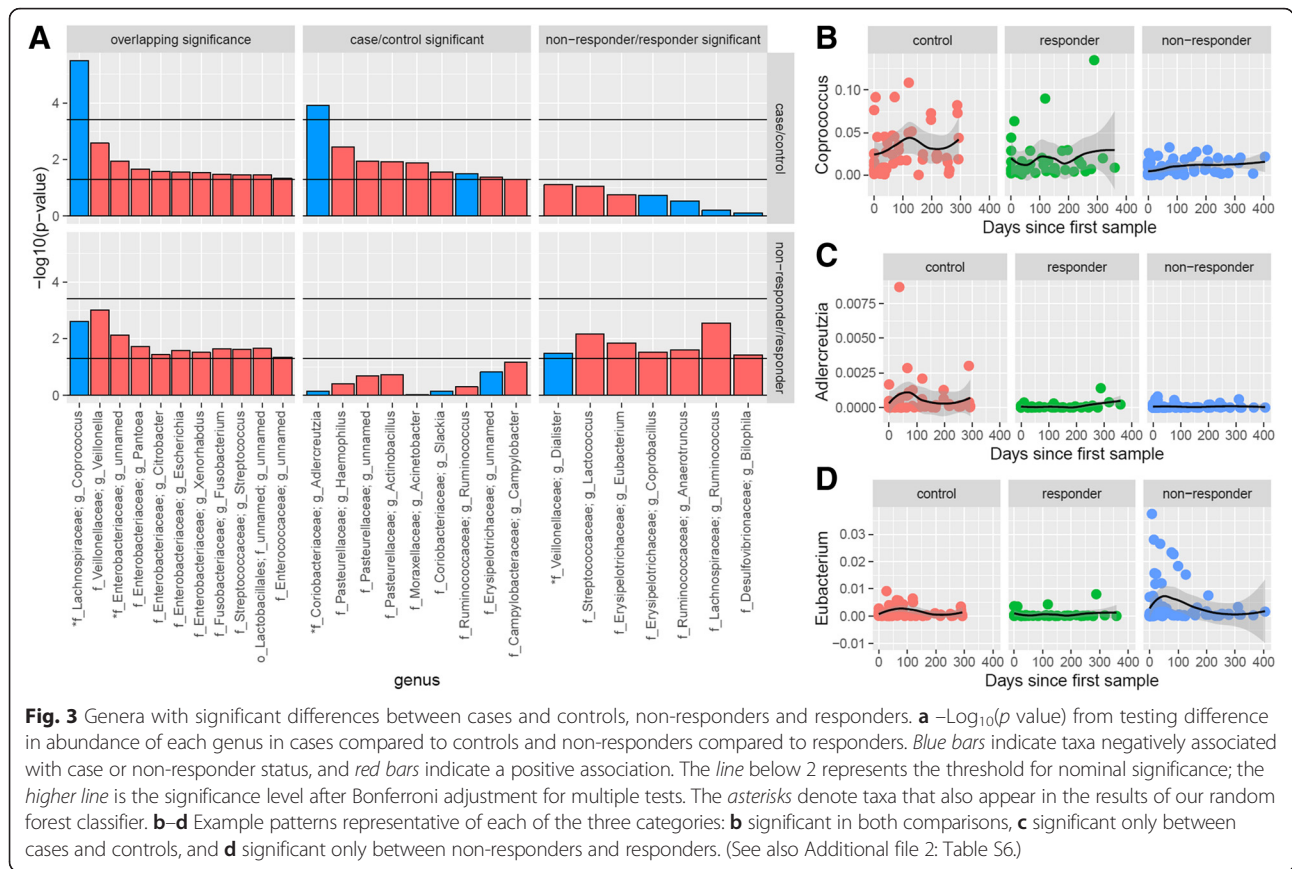 A
overlapping significance
case/control significant
non−responder/responder significant
case/control
non−responder/responder
−log10(p−value)
4
2
0
4
2
0
*f_Lachnospiraceae; g_Coprococcus
f_Veillonellaceae; g_Veillonella
*f_Enterobacteriaceae; g_unnamed
f_Enterobacteriaceae; g_Pantoea
f_Enterobacteriaceae; g_Citrobacter
f_Enterobacteriaceae; g_Escherichia
f_Enterobacteriaceae; g_Xenorhabdus
f_Fusobacteriaceae; g_Fusobacterium
f_Streptococcaceae; g_Streptococcus
o_Lactobacillales; f_unnamed; g_unnamed
f_Enterococcaceae; g_unnamed
*f_Coriobacteriaceae; g_Adlercreutzia
f_Pasteurellaceae; g_Haemophilus
f_Pasteurellaceae; g_unnamed
f_Pasteurellaceae; g_Actinobacillus
f_Moraxellaceae; g_Acinetobacter
f_Coriobacteriaceae; g_Slackia
f_Ruminococcaceae; g_Ruminococcus
f_Erysipelotrichaceae; g_unnamed
f_Campylobacteraceae; g_Campylobacter
*f_Veillonellaceae; g_Dialister
f_Streptococcaceae; g_Lactococcus
f_Erysipelotrichaceae; g_Eubacterium
f_Erysipelotrichaceae; g_Coprobacillus
f_Ruminococcaceae; g_Anaerotruncus
f_Lachnospiraceae; g_Ruminococcus
f_Desulfovibrionaceae; g_Bilophila
genus
B
control
responder
non−responder
Coprococcus
0.10
0.05
0.00
0 100 200 300 400 0 100 200 300 400 0 100 200 300 400
Days since first sample
C
control
responder
non−responder
Adlercreutzia
0.0075
0.0050
0.0025
0.0000
0 100 200 300 400 0 100 200 300 400 0 100 200 300 400
Days since first sample
D
control
responder
non−responder
Eubacterium
0.03
0.02
0.01
0.00
−0.01
0 100 200 300 400 0 100 200 300 400 0 100 200 300 400
Days since first sample
Fig. 3 Genera with significant differences between cases and controls, non-responders and responders. a –Log10(p value) from testing difference
in abundance of each genus in cases compared to controls and non-responders compared to responders. Blue bars indicate taxa negatively associated
with case or non-responder status, and red bars indicate a positive association. The line below 2 represents the threshold for nominal significance; the
higher line is the significance level after Bonferroni adjustment for multiple tests. The asterisks denote taxa that also appear in the results of our random
forest classifier. b–d Example patterns representative of each of the three categories: b significant in both comparisons, c significant only between
cases and controls, and d significant only between non-responders and responders. (See also Additional file 2: Table S6.)